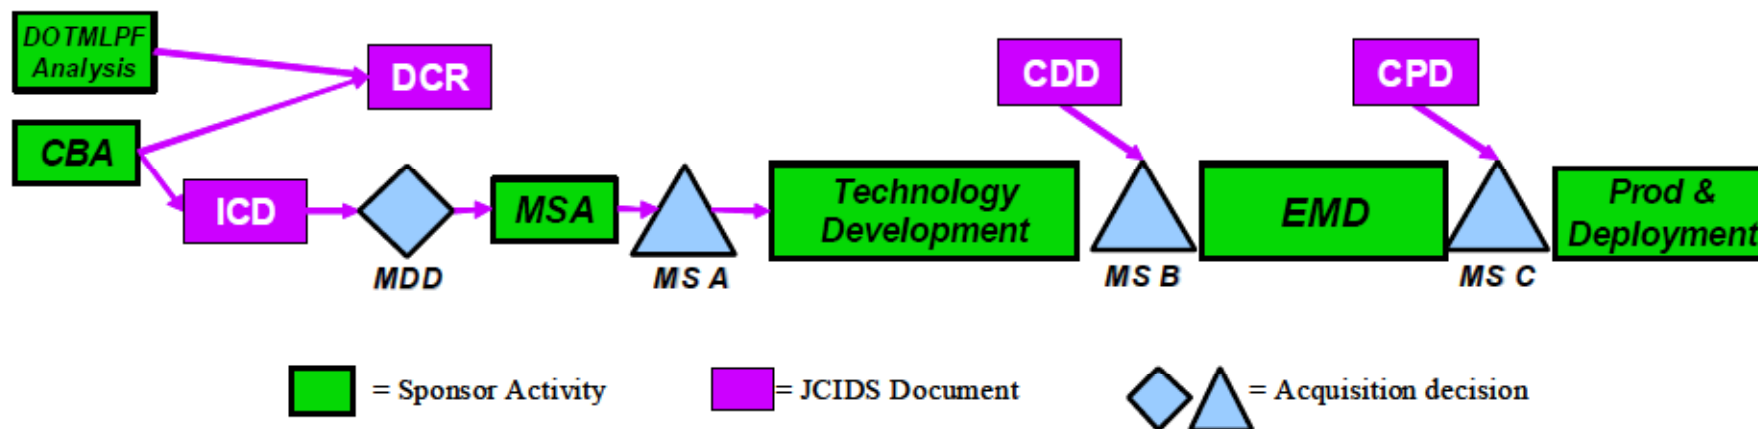 DOTMLPF
Analysis
DCR
CDD
CPD
CBA
ICD
MSA
Technology
Development
EMD
Prod &
Deployment
MDD
MS A
MS B
MS C
= Sponsor Activity
= JCIDS Document
= Acquisition decision